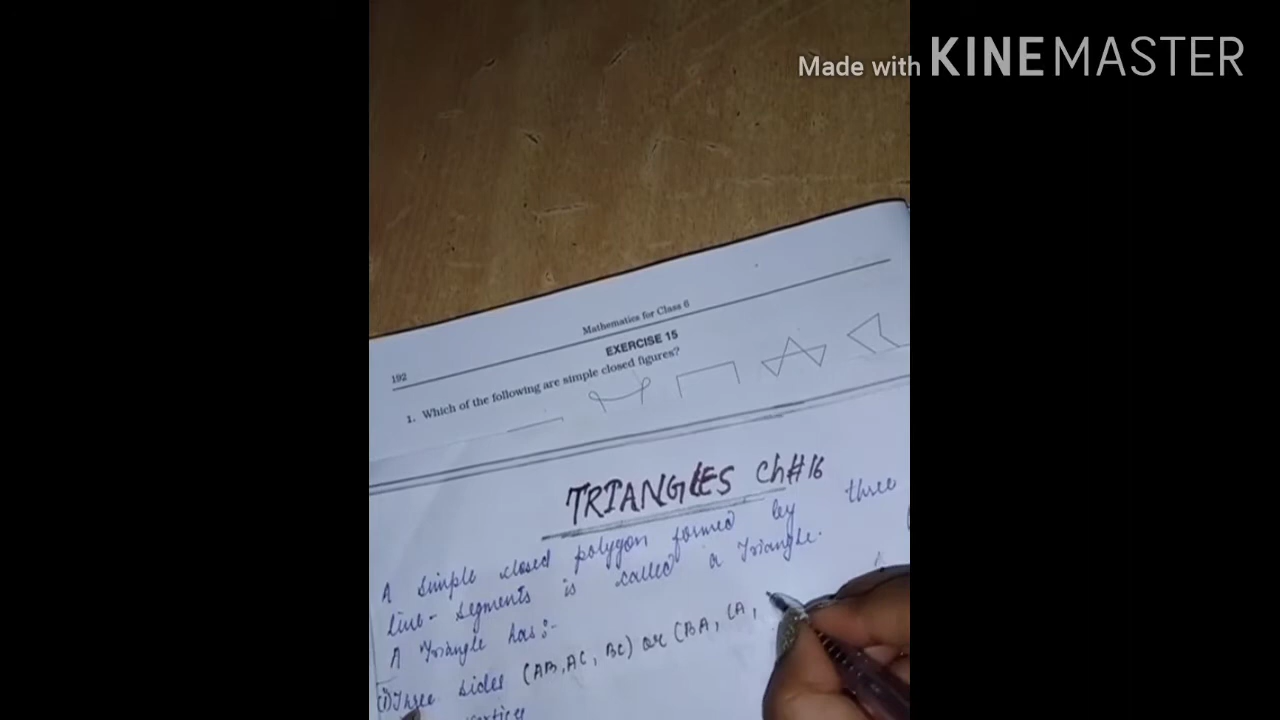 Made with KINEMASTER
Mathematics for Class 6
192
EXERCISE 15
1. Which of the following are simple closed figures?
TRIANGLES Ch#16
A simple closed polygon formed by three
line-segments is called a Triangle.
A Triangle has:-
(i) Three sides (AB, AC, BC) or (BA, CA,
vertices